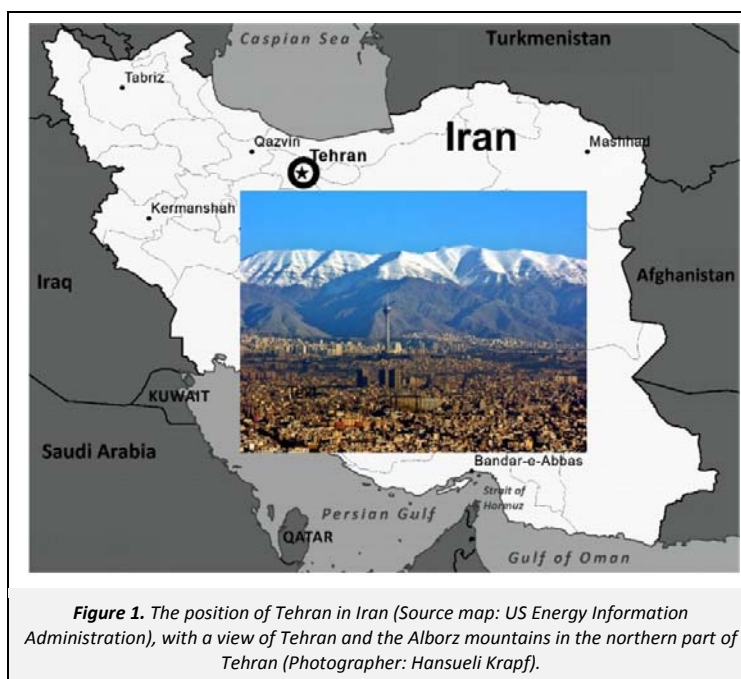 Caspian Sea
Turkmenistan
Tabriz
Qazvin
Tehran
Iran
Mashhad
Kermanshah
Iraq
Afghanistan
KUWAIT
Saudi Arabia
Bandar-e-Abbas
Strait of
Hormuz
Persian Gulf
QATAR
Gulf of Oman
Figure 1. The position of Tehran in Iran (Source map: US Energy Information
Administration), with a view of Tehran and the Alborz mountains in the northern part of
Tehran (Photographer: Hansueli Krapf).